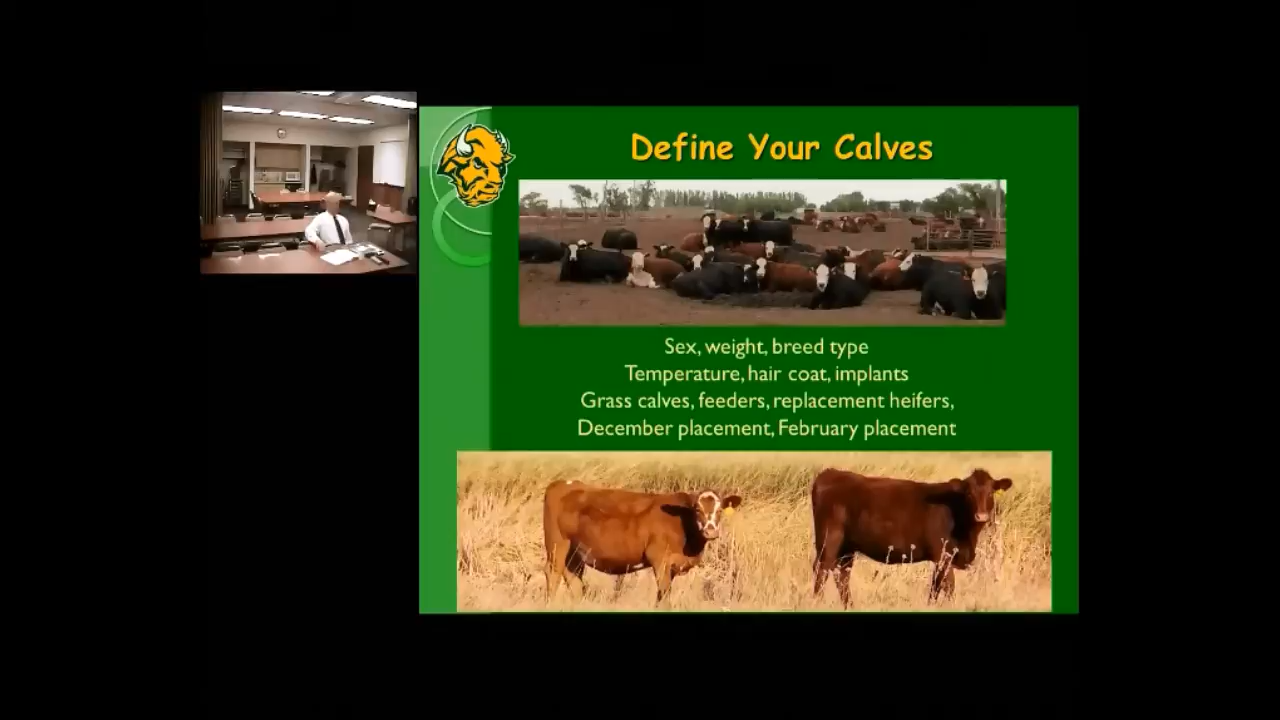 Define Your Calves
Sex, weight, breed type
Temperature, hair coat, implants
Grass calves, feeders, replacement heifers,
December placement, February placement